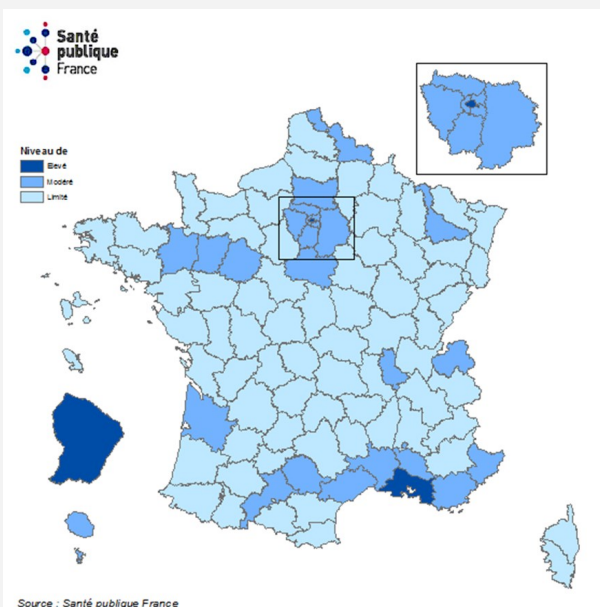 Santé
publique
France
Niveau de
Elevé
Modéré
Limité
Source : Santé publique France